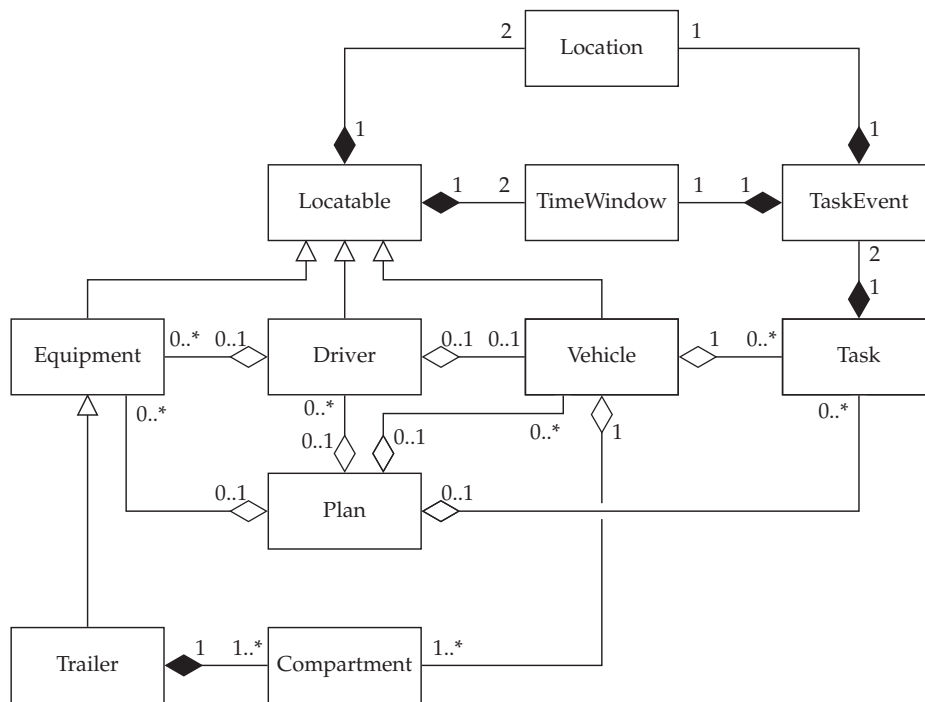 2 Location 1
1 1
Locatable 1 2 TimeWindow 1 1 TaskEvent
2
1
Equipment 0..* 0..1 Driver 0..1 0..1 Vehicle 1 0..* Task
0..* 0..* 0..1 0..1 0..* 1 0..*
0..1 Plan 0..1
Trailer 1 1..* Compartment 1..*